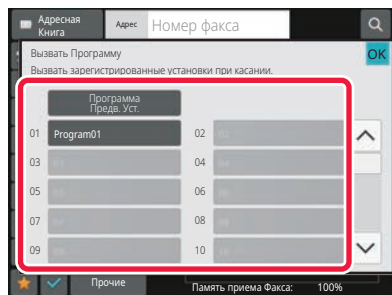 Адресная
Книга
Адрес
Номер факса
Вызвать Программу
OK
Вызвать зарегистрированные установки при касании.
Программа
Предв. Уст.
01 Program01 02
03 04
05 06
07 08
09 10
Прочие
Память приема Факса: 100%